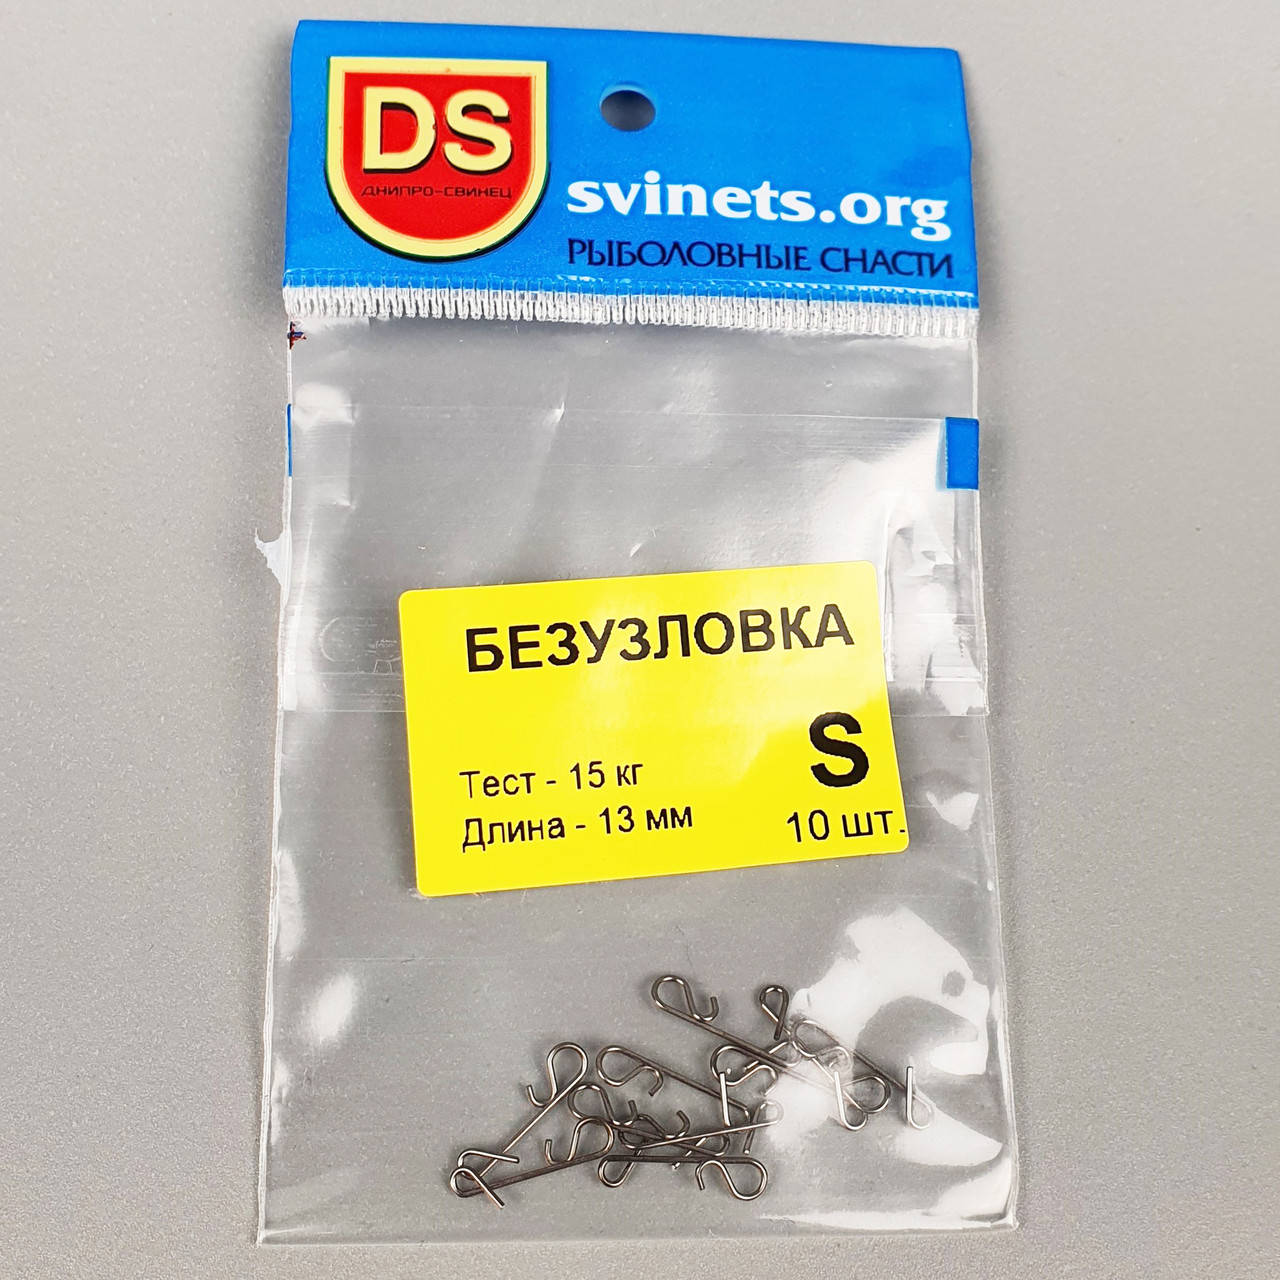 DS
ДНИПРО-СВИНЕЦ
svinets.org
РЫБОЛОВНЫЕ СНАСТИ
БЕЗУЗЛОВКА
S
Тест - 15 кг
Длина - 13 мм
10 шт.